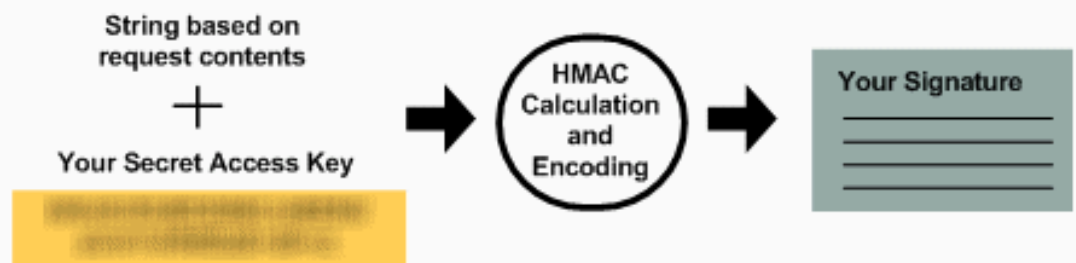 String based on
request contents
+
Your Secret Access Key
HMAC
Calculation
and
Encoding
Your Signature